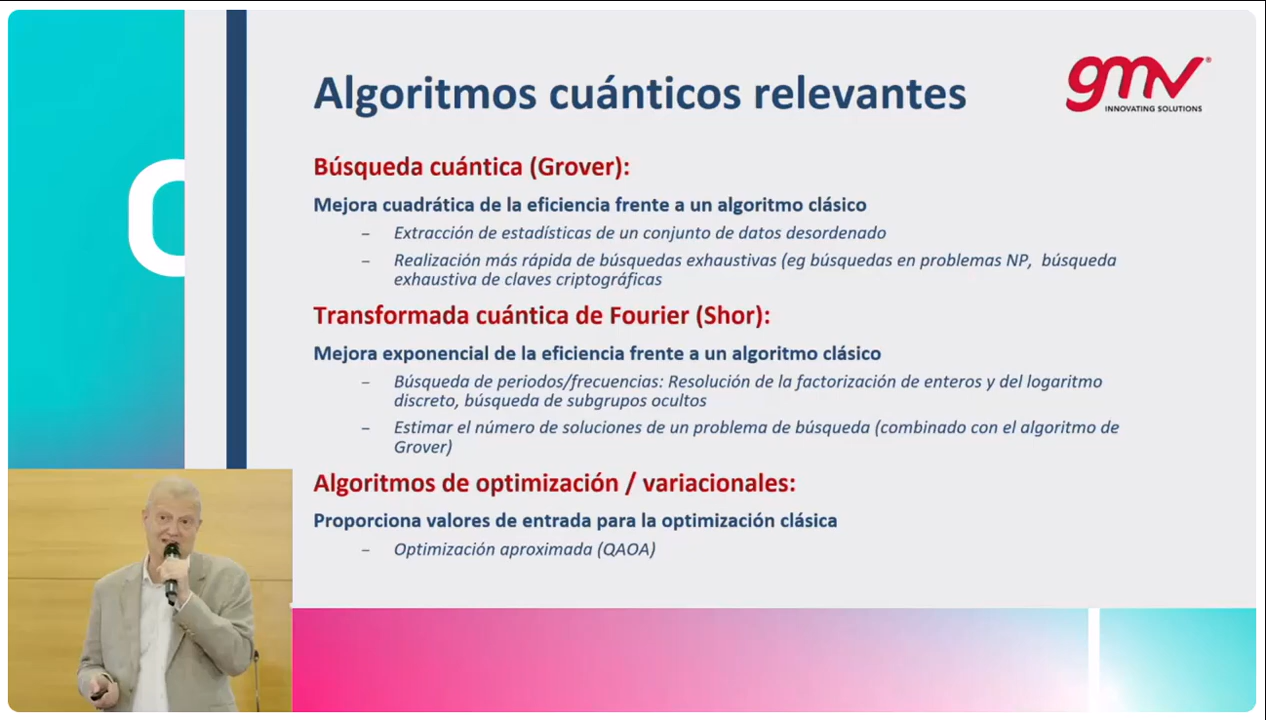 Algoritmos cuánticos relevantes
gmv®
INNOVATING SOLUTIONS
Búsqueda cuántica (Grover):
Mejora cuadrática de la eficiencia frente a un algoritmo clásico
– Extracción de estadísticas de un conjunto de datos desordenado
– Realización más rápida de búsquedas exhaustivas (eg búsquedas en problemas NP, búsqueda
exhaustiva de claves criptográficas
Transformada cuántica de Fourier (Shor):
Mejora exponencial de la eficiencia frente a un algoritmo clásico
– Búsqueda de periodos/frecuencias: Resolución de la factorización de enteros y del logaritmo
discreto, búsqueda de subgrupos ocultos
– Estimar el número de soluciones de un problema de búsqueda (combinado con el algoritmo de
Grover)
Algoritmos de optimización / variacionales:
Proporciona valores de entrada para la optimización clásica
– Optimización aproximada (QAOA)